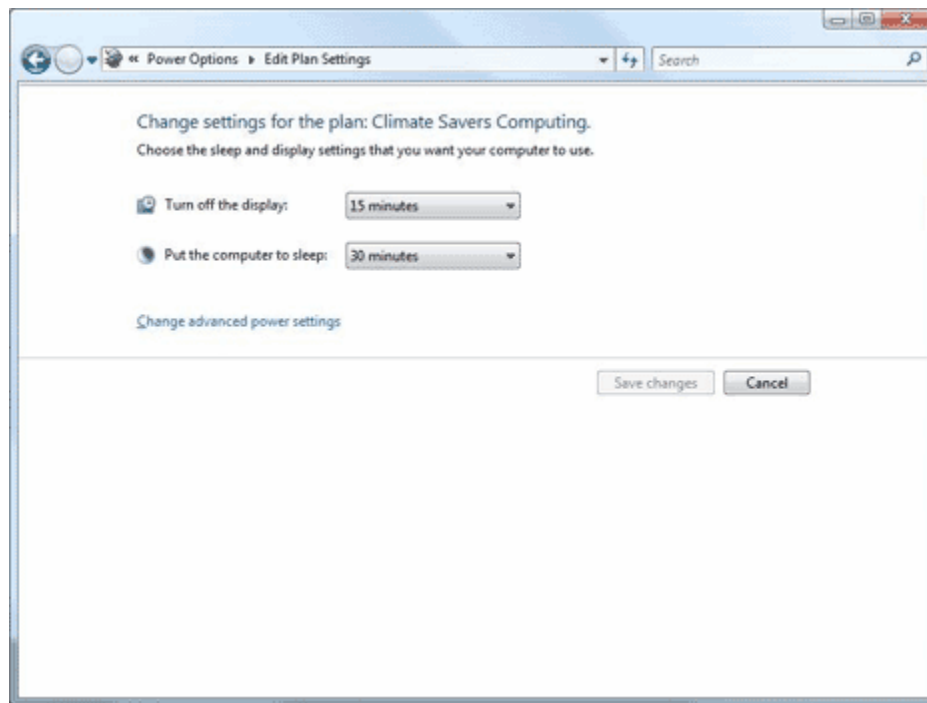 « Power Options ▸ Edit Plan Settings
Search
Change settings for the plan: Climate Savers Computing.
Choose the sleep and display settings that you want your computer to use.
Turn off the display: 15 minutes
Put the computer to sleep: 30 minutes
Change advanced power settings
Save changes Cancel